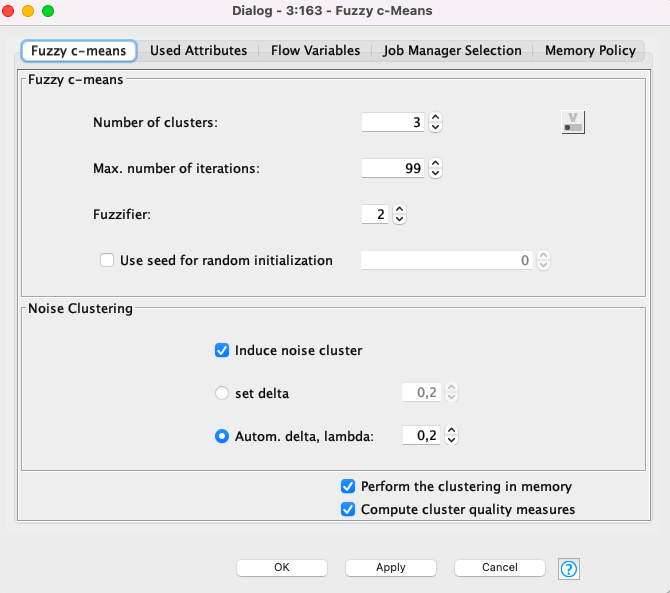 Dialog - 3:163 - Fuzzy c-Means
Fuzzy c-means Used Attributes Flow Variables Job Manager Selection Memory Policy
Fuzzy c-means
Number of clusters: 3
V
Max. number of iterations: 99
Fuzzifier: 2
Use seed for random initialization 0
Noise Clustering
Induce noise cluster
set delta 0,2
Autom. delta, lambda: 0,2
Perform the clustering in memory
Compute cluster quality measures
OK Apply Cancel ?